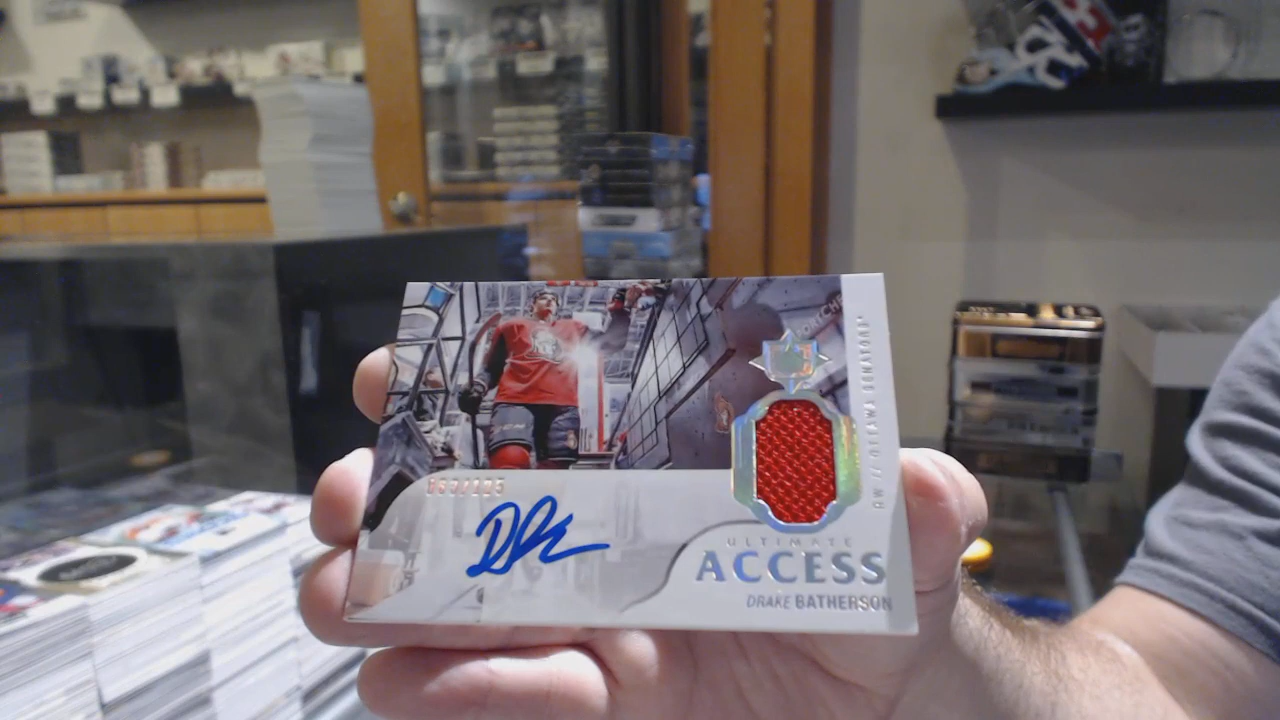 RW // OTTAWA SENATORS
ULTIMATE
ACCESS
DRAKE BATHERSON